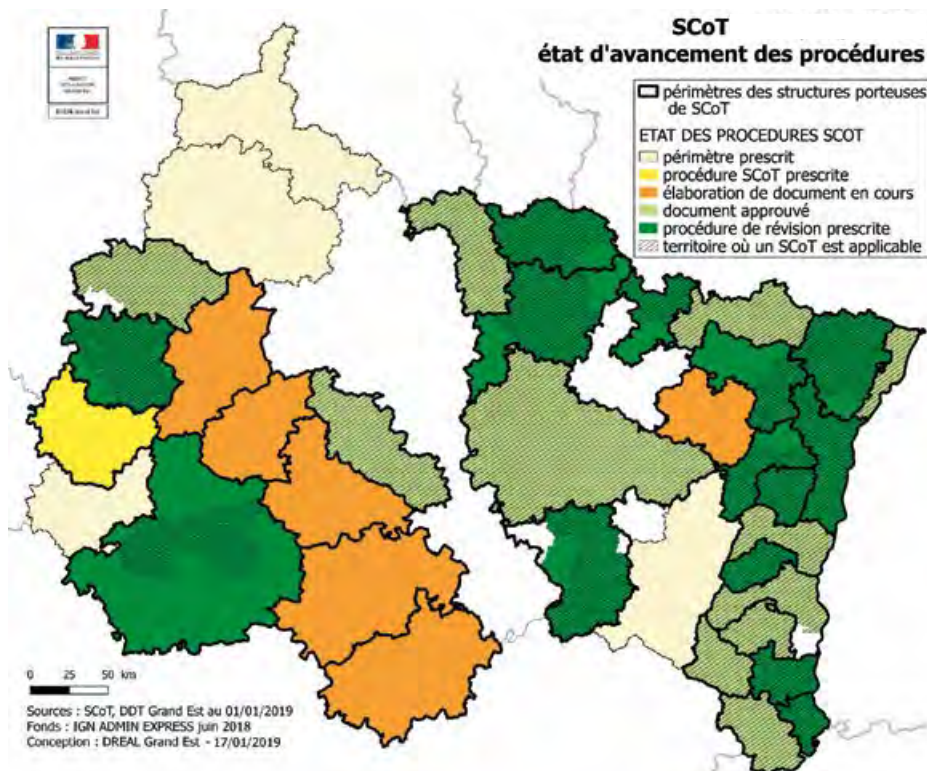 SCoT
état d'avancement des procédures
périmètres des structures porteuses
de SCoT
ETAT DES PROCEDURES SCOT
périmètre prescrit
procédure SCoT prescrite
élaboration de document en cours
document approuvé
procédure de révision prescrite
territoire où un SCoT est applicable
0 25 50 km
Sources : SCoT, DDT Grand Est au 01/01/2019
Fonds : IGN ADMIN EXPRESS juin 2018
Conception : DREAL Grand Est - 17/01/2019